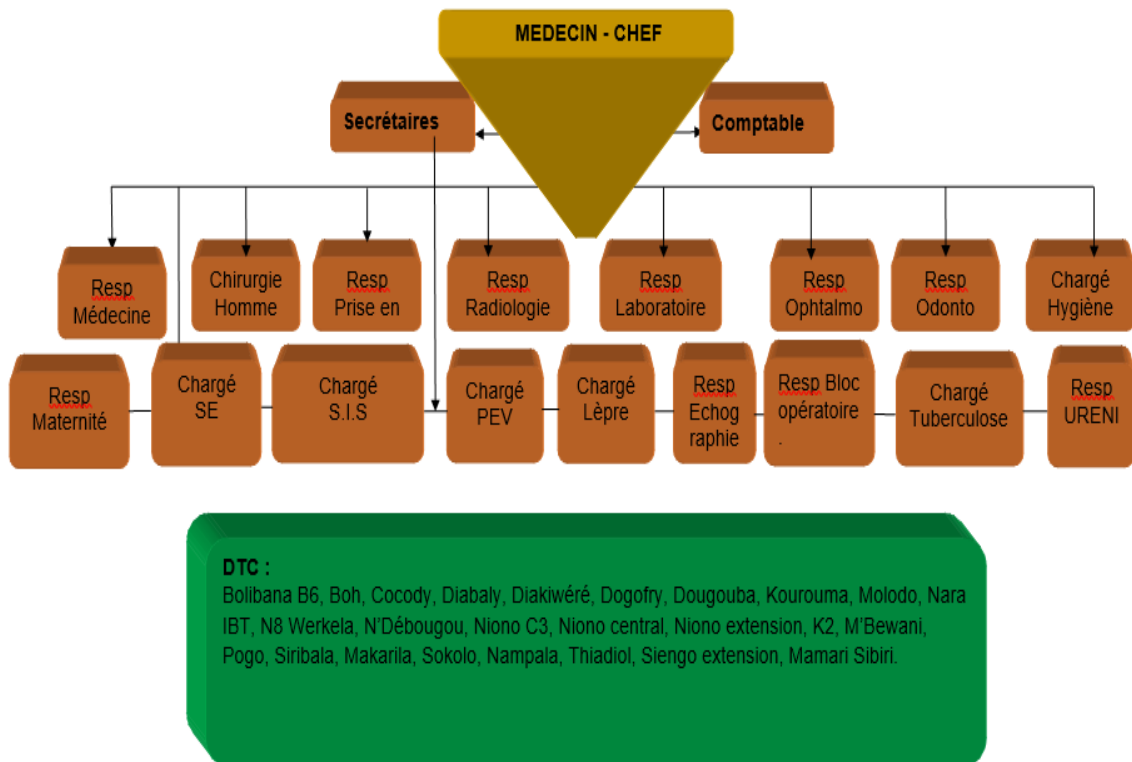 MEDECIN - CHEF
Secrétaires
Comptable
Resp
Médecine
Chirurgie
Homme
Resp
Prise en
Resp
Radiologie
Resp
Laboratoire
Resp
Ophtalmo
Resp
Odonto
Chargé
Hygiène
Resp
Maternité
Chargé
SE
Chargé
S.I.S
Chargé
PEV
Chargé
Lèpre
Resp
Echog
raphie
Resp Bloc
opératoire
.
Chargé
Tuberculose
Resp
URENI
DTC :
Bolibana B6, Boh, Cocody, Diabaly, Diakiwéré, Dogofry, Dougouba, Kourouma, Molodo, Nara
IBT, N8 Werkela, N’Débougou, Niono C3, Niono central, Niono extension, K2, M’Bewani,
Pogo, Siribala, Makarila, Sokolo, Nampala, Thiadiol, Siengo extension, Mamari Sibiri.